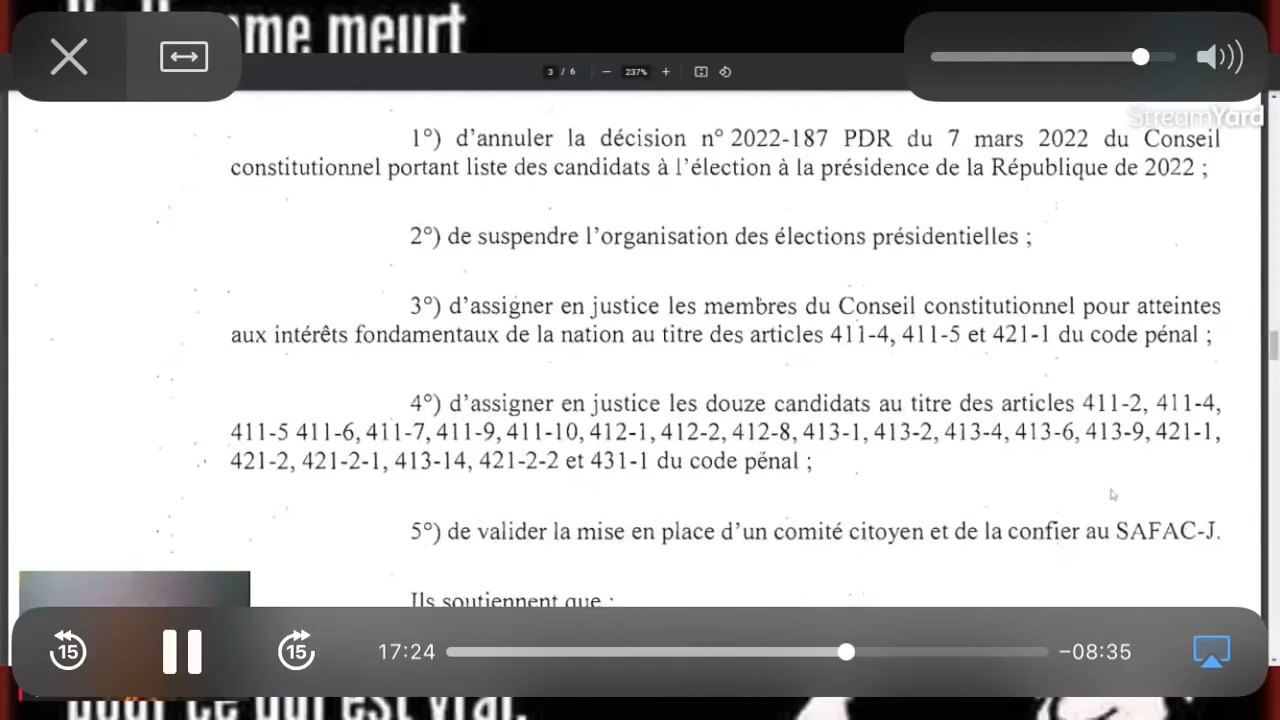 me meurt
3 / 6 − 237% +
StreamYard
1°) d'annuler la décision n° 2022-187 PDR du 7 mars 2022 du Conseil
constitutionnel portant liste des candidats à l'élection à la présidence de la République de 2022 ;
2°) de suspendre l'organisation des élections présidentielles ;
3°) d'assigner en justice les membres du Conseil constitutionnel pour atteintes
aux intérêts fondamentaux de la nation au titre des articles 411-4, 411-5 et 421-1 du code pénal ;
4°) d'assigner en justice les douze candidats au titre des articles 411-2, 411-4,
411-5 411-6, 411-7, 411-9, 411-10, 412-1, 412-2, 412-8, 413-1, 413-2, 413-4, 413-6, 413-9, 421-1,
421-2, 421-2-1, 413-14, 421-2-2 et 431-1 du code pénal ;
5°) de valider la mise en place d'un comité citoyen et de la confier au SAFAC-J.
Ils soutiennent que :
15
15
17:24
−08:35
pour ce qui est vrai.